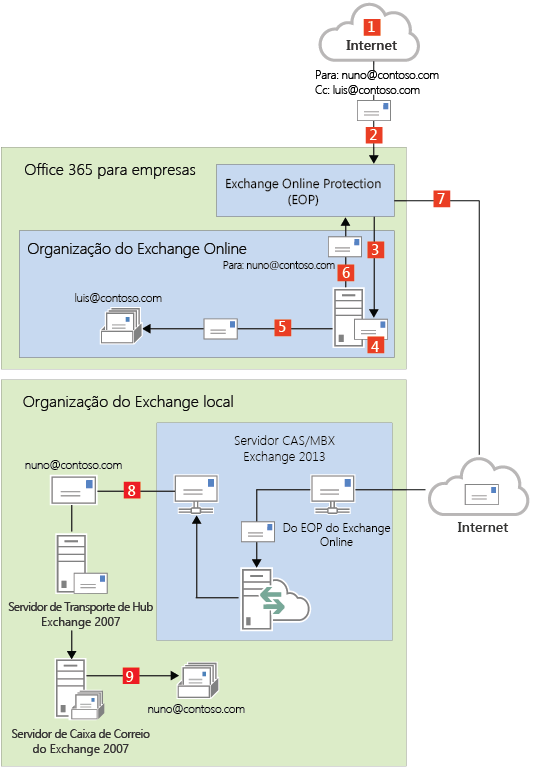 1
Internet
Para: nuno@contoso.com
Cc: luis@contoso.com
2
Office 365 para empresas
Exchange Online Protection
(EOP)
7
Organização do Exchange Online
3
Para: nuno@contoso.com
6
luis@contoso.com
5
4
Organização do Exchange local
Servidor CAS/MBX
Exchange 2013
nuno@contoso.com
8
Do EOP do Exchange
Online
Internet
Servidor de Transporte de Hub
Exchange 2007
9
nuno@contoso.com
Servidor de Caixa de Correio
do Exchange 2007